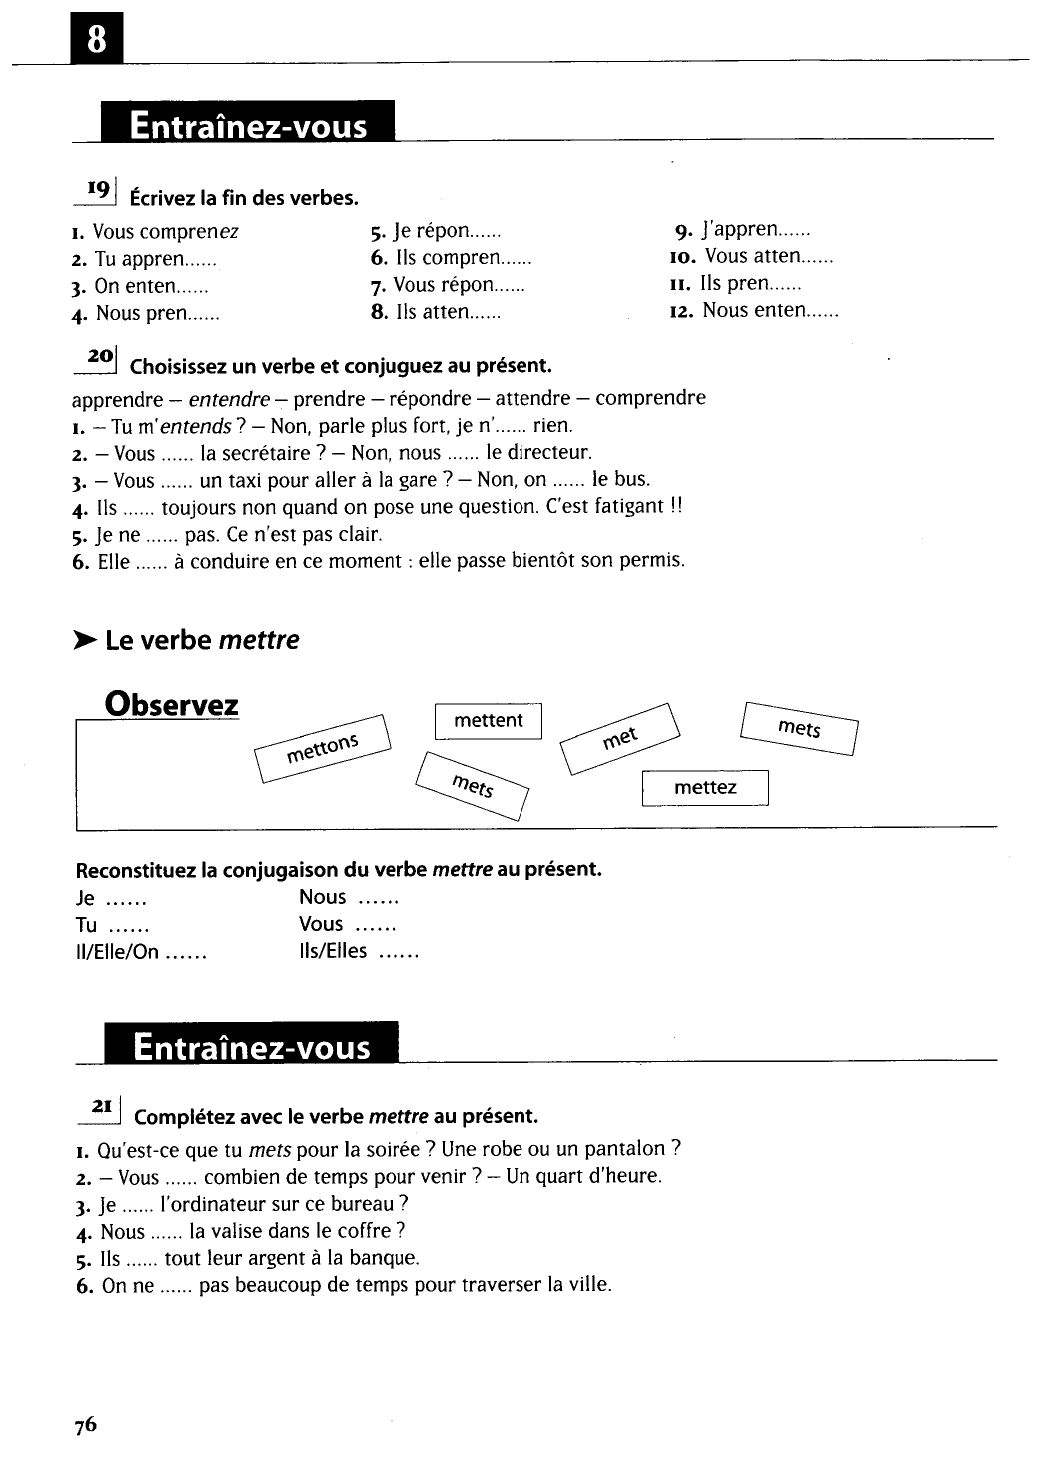 8
Entraînez-vous
19 Écrivez la fin des verbes.
1. Vous comprenez
2. Tu appren......
3. On enten......
4. Nous pren......
5. Je répon......
6. Ils compren......
7. Vous répon......
8. Ils atten......
9. J'appren......
10. Vous atten......
11. Ils pren......
12. Nous enten......
20 Choisissez un verbe et conjuguez au présent.
apprendre – entendre – prendre – répondre – attendre – comprendre
1. – Tu m'entends ? – Non, parle plus fort, je n'...... rien.
2. – Vous ...... la secrétaire ? – Non, nous ...... le directeur.
3. – Vous ...... un taxi pour aller à la gare ? – Non, on ...... le bus.
4. Ils ...... toujours non quand on pose une question. C'est fatigant !!
5. Je ne ...... pas. Ce n'est pas clair.
6. Elle ...... à conduire en ce moment : elle passe bientôt son permis.
➤ Le verbe mettre
Observez
mettons
mettent
met
mets
mets
mettez
Reconstituez la conjugaison du verbe mettre au présent.
Je ...... Nous ......
Tu ...... Vous ......
Il/Elle/On ...... Ils/Elles ......
Entraînez-vous
21 Complétez avec le verbe mettre au présent.
1. Qu'est-ce que tu mets pour la soirée ? Une robe ou un pantalon ?
2. – Vous ...... combien de temps pour venir ? – Un quart d'heure.
3. Je ...... l'ordinateur sur ce bureau ?
4. Nous ...... la valise dans le coffre ?
5. Ils ...... tout leur argent à la banque.
6. On ne ...... pas beaucoup de temps pour traverser la ville.
76